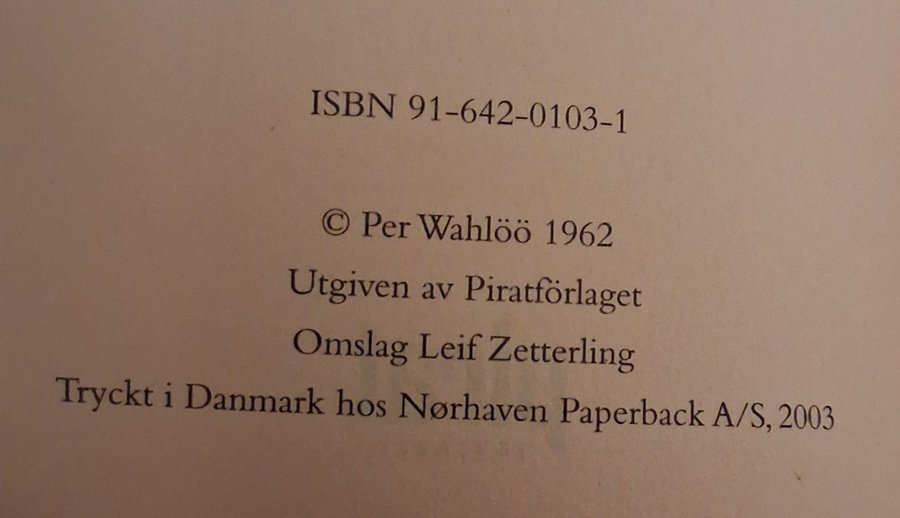 ISBN 91-642-0103-1
© Per Wahlöö 1962
Utgiven av Piratförlaget
Omslag Leif Zetterling
Tryckt i Danmark hos Nørhaven Paperback A/S, 2003